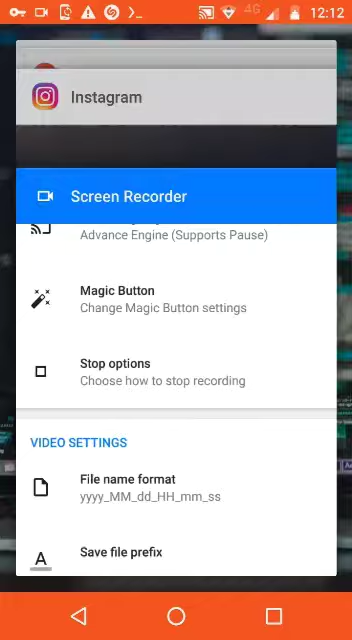 4G
12:12
Instagram
Screen Recorder
Advance Engine (Supports Pause)
Magic Button
Change Magic Button settings
Stop options
Choose how to stop recording
VIDEO SETTINGS
File name format
yyyy_MM_dd_HH_mm_ss
A
Save file prefix